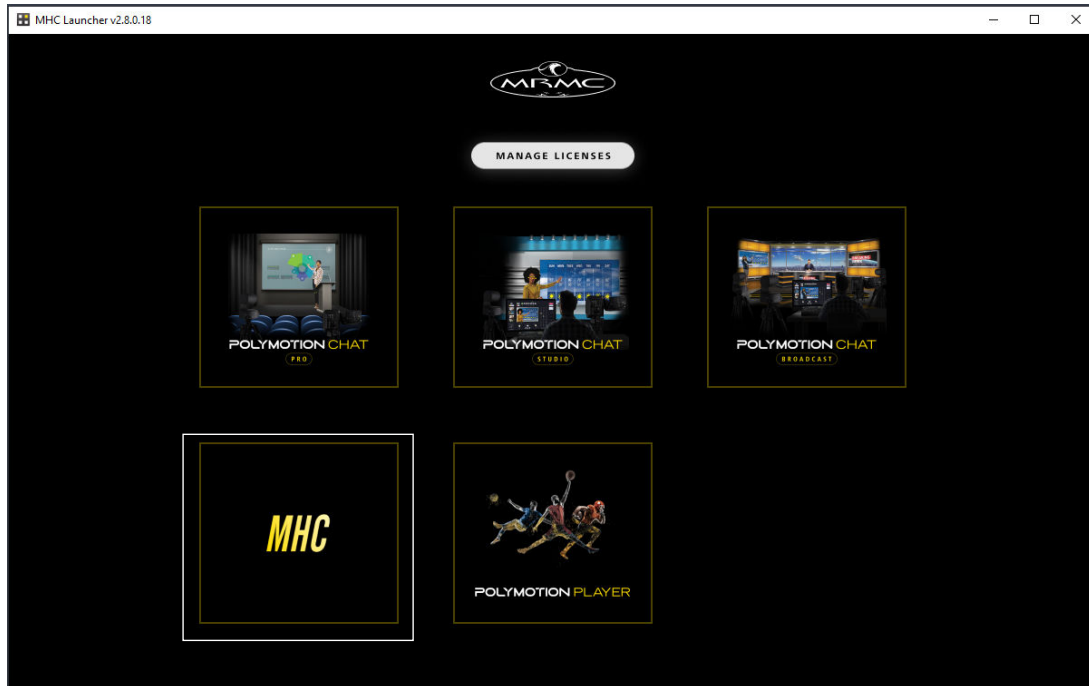 MHC Launcher v2.8.0.18
MRMC
MANAGE LICENSES
POLYMOTION CHAT
PRO
POLYMOTION CHAT
STUDIO
POLYMOTION CHAT
BROADCAST
MHC
POLYMOTION PLAYER